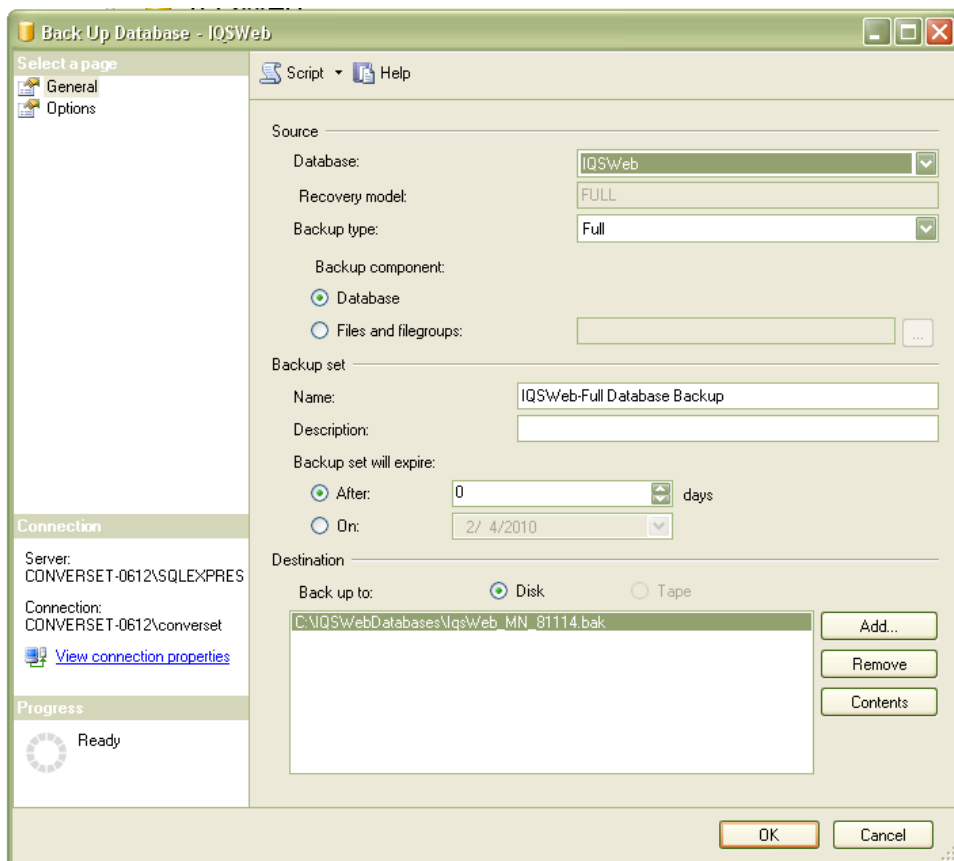 Back Up Database - IQSWeb
Select a page
General
Options
Script
Help
Source
Database: IQSWeb
Recovery model: FULL
Backup type: Full
Backup component:
Database
Files and filegroups:
...
Backup set
Name: IQSWeb-Full Database Backup
Description:
Backup set will expire:
After: 0 days
On: 2/ 4/2010
Destination
Back up to: Disk Tape
C:\IQSWebDatabases\IqsWeb_MN_81114.bak
Add...
Remove
Contents
Connection
Server:
CONVERSET-0612\SQLEXPRES
Connection:
CONVERSET-0612\converset
View connection properties
Progress
Ready
OK
Cancel